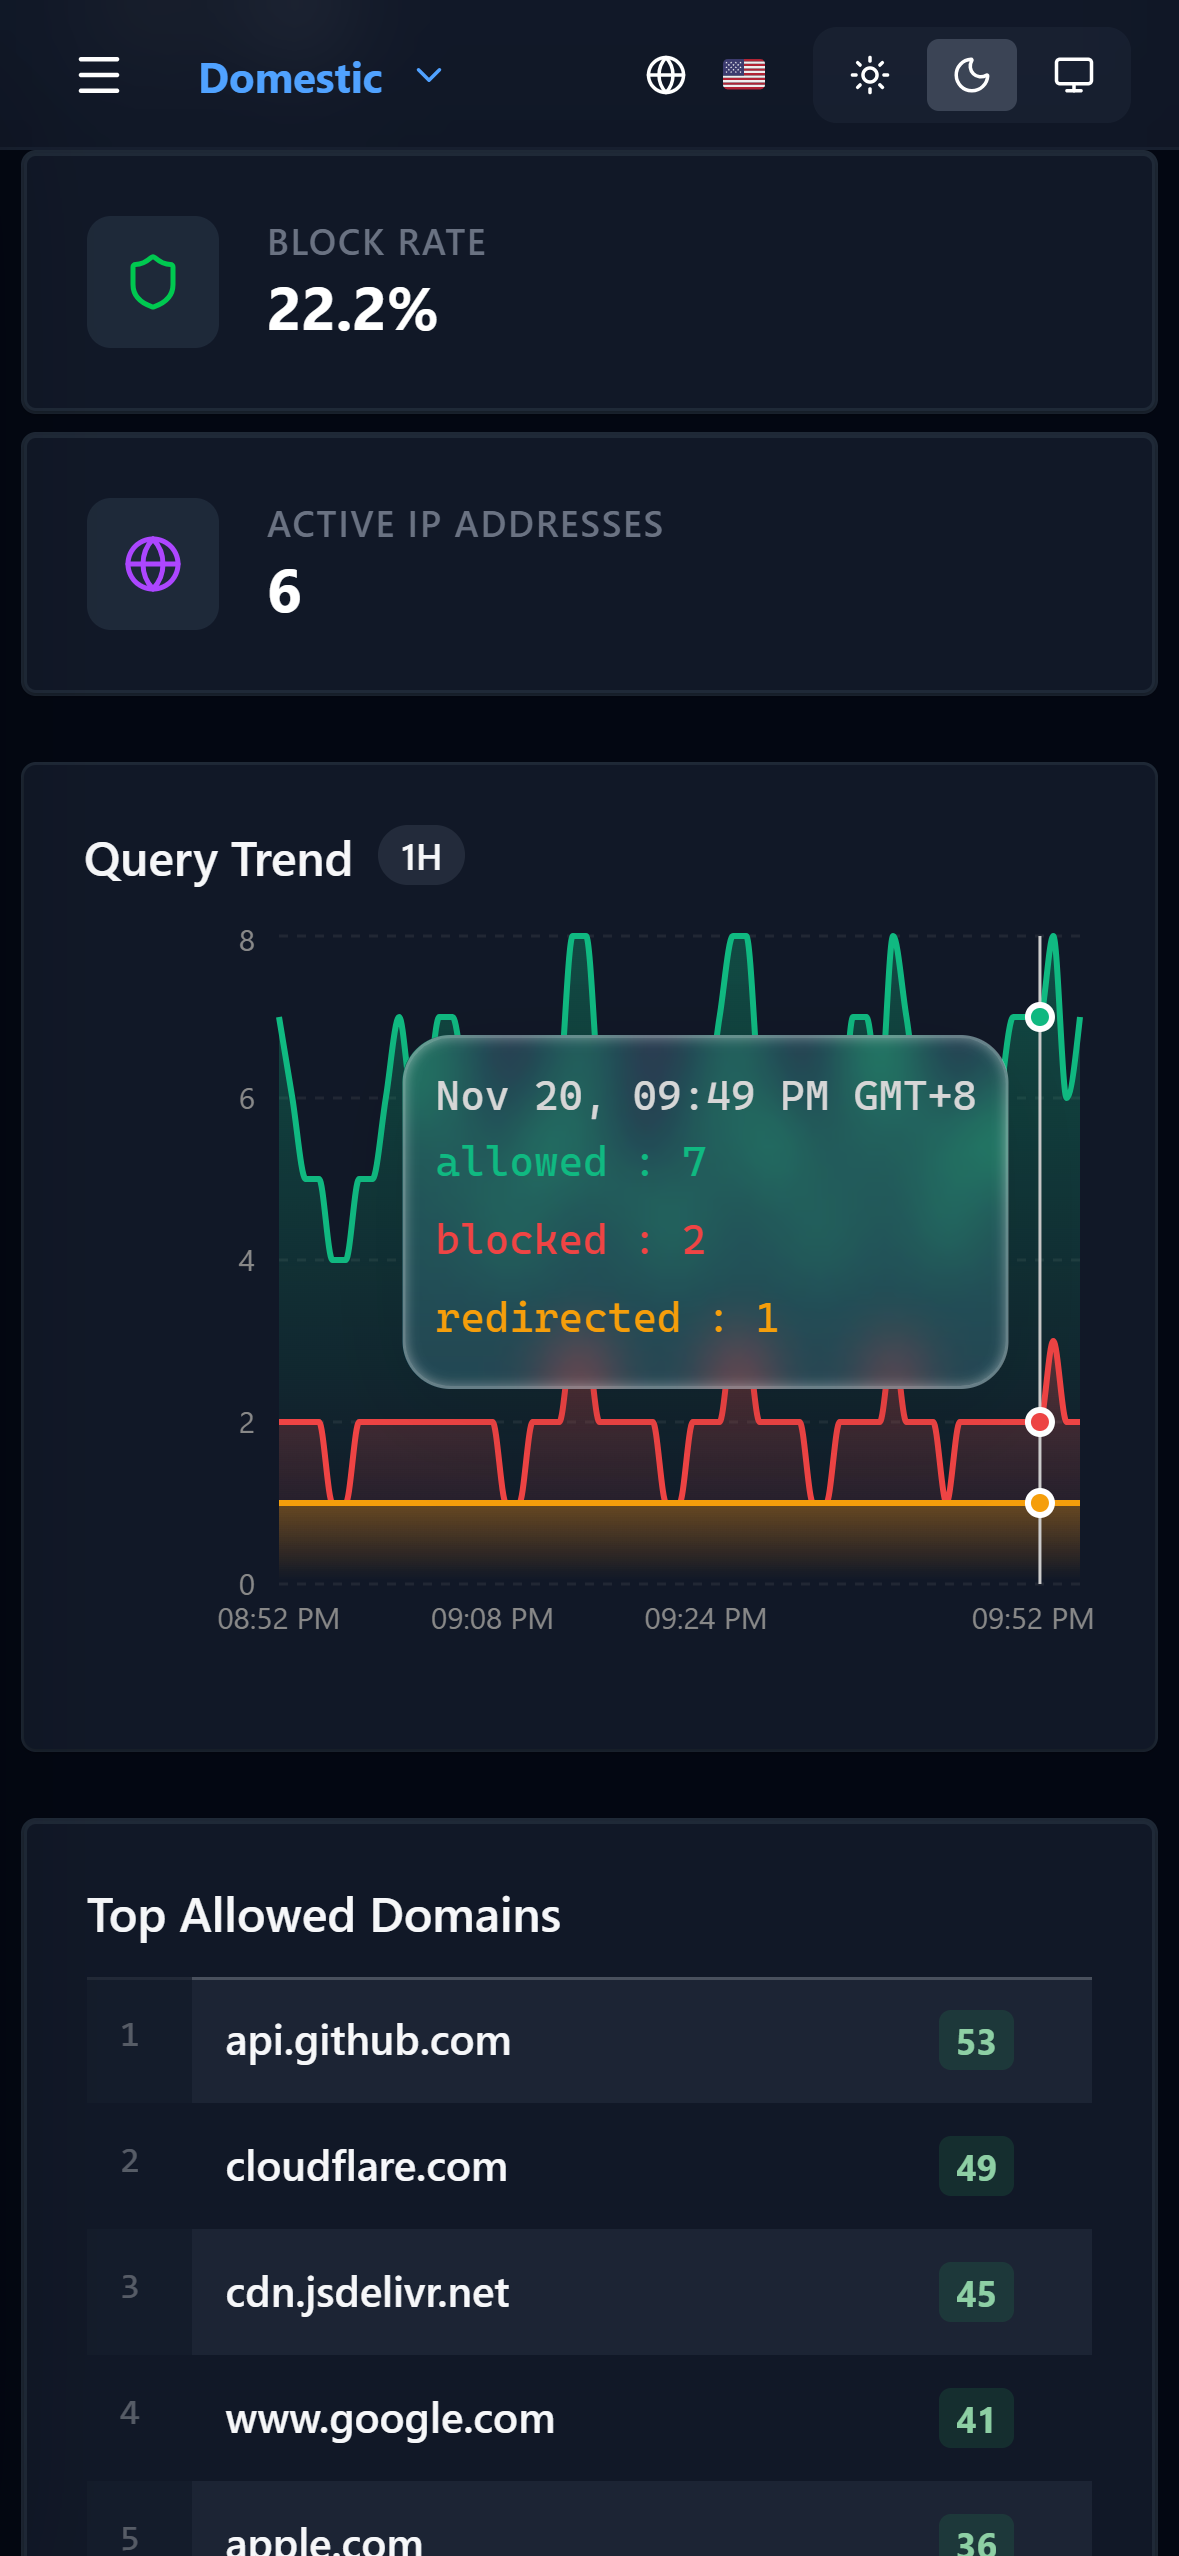 Domestic
BLOCK RATE
22.2%
ACTIVE IP ADDRESSES
6
Query Trend 1H
8
6
4
2
0
Nov 20, 09:49 PM GMT+8
allowed : 7
blocked : 2
redirected : 1
08:52 PM 09:08 PM 09:24 PM 09:52 PM
Top Allowed Domains
1 api.github.com 53
2 cloudflare.com 49
3 cdn.jsdelivr.net 45
4 www.google.com 41
5 apple.com 36